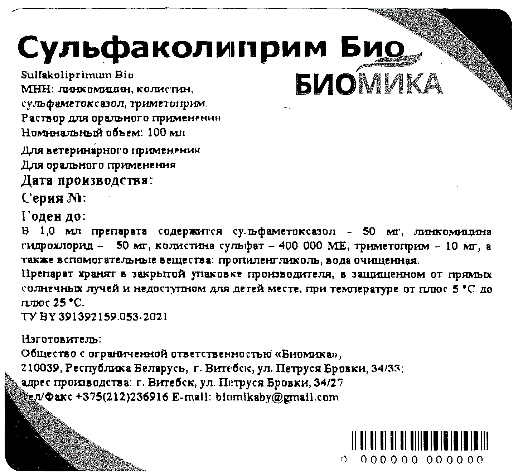 Сульфаколиприм Био
БИОМИКА
Sulfakoliprimum Bio
МНН: линкомицин, колистин,
сульфаметоксазол, триметоприм.
Раствор для орального применения
Номинальный объем: 100 мл
Для ветеринарного применения
Для орального применения
Дата производства:
Серия №:
Годен до:
В 1,0 мл препарата содержится сульфаметоксазол – 50 мг, линкомицина
гидрохлорид – 50 мг, колистина сульфат – 400 000 МЕ, триметоприм – 10 мг, а
также вспомогательные вещества: пропиленгликоль, вода очищенная.
Препарат хранят в закрытой упаковке производителя, в защищенном от прямых
солнечных лучей и недоступном для детей месте, при температуре от плюс 5 °С до
плюс 25 °С.
ТУ BY 391392159.053-2021
Изготовитель:
Общество с ограниченной ответственностью «Биомика»,
210039, Республика Беларусь, г. Витебск, ул. Петруся Бровки, 34/33;
адрес производства: г. Витебск, ул. Петруся Бровки, 34/27
Тел/Факс +375(212)236916 E-mail: biomikaby@gmail.com
0 000000 000000